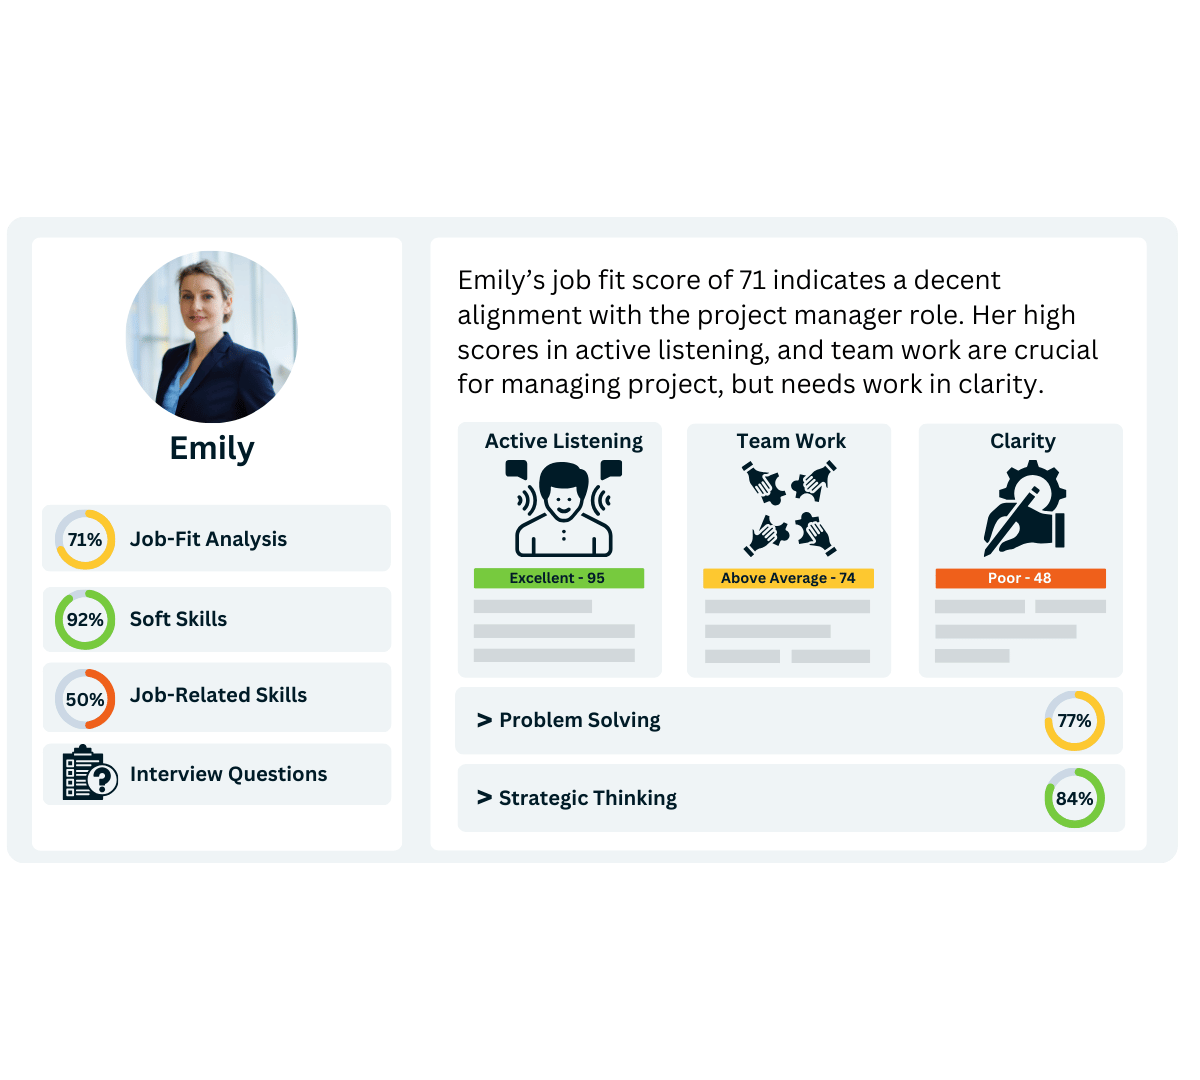 Emily
71% Job-Fit Analysis
92% Soft Skills
50% Job-Related Skills
? Interview Questions
Emily’s job fit score of 71 indicates a decent
alignment with the project manager role. Her high
scores in active listening, and team work are crucial
for managing project, but needs work in clarity.
Active Listening
Excellent - 95
Team Work
Above Average - 74
Clarity
Poor - 48
> Problem Solving 77%
> Strategic Thinking 84%